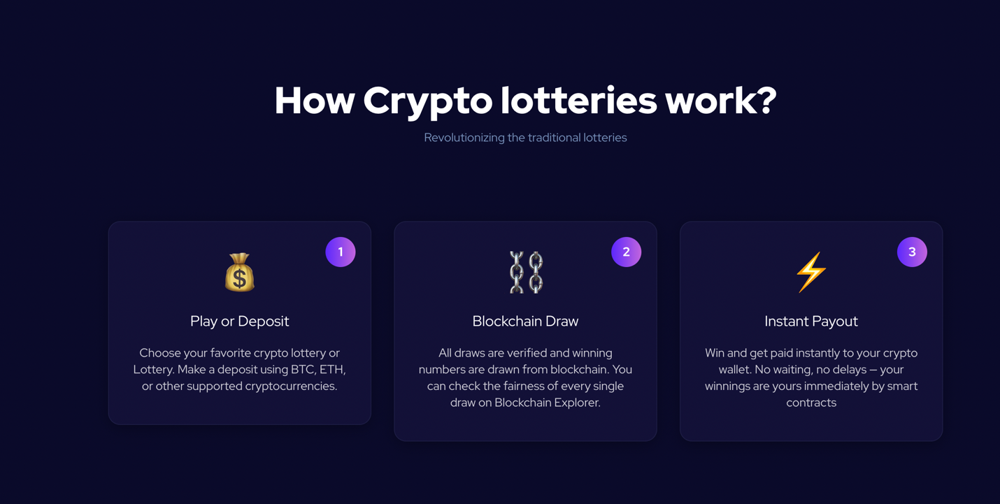 How Crypto lotteries work?
Revolutionizing the traditional lotteries
1
$
Play or Deposit
Choose your favorite crypto lottery or
Lottery. Make a deposit using BTC, ETH,
or other supported cryptocurrencies.
2
Blockchain Draw
All draws are verified and winning
numbers are drawn from blockchain. You
can check the fairness of every single
draw on Blockchain Explorer.
3
Instant Payout
Win and get paid instantly to your crypto
wallet. No waiting, no delays – your
winnings are yours immediately by smart
contracts